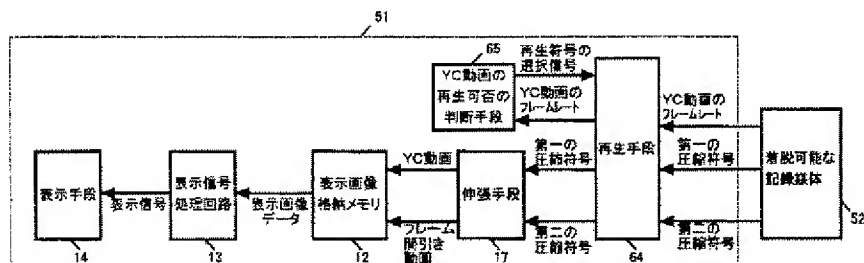 51
65
再生符号の
選択信号
YC動画の
再生可否の
判断手段
YC動画の
フレームレート
再生手段
YC動画の
フレームレート
第一の
圧縮符号
第二の
圧縮符号
着脱可能な
記録媒体
52
表示手段
14
表示信号
表示信号
処理回路
13
表示画像
データ
表示画像
格納メモリ
12
YC動画
フレーム
間引き
動画
伸張手段
17
第一の
圧縮符号
第二の
圧縮符号
64